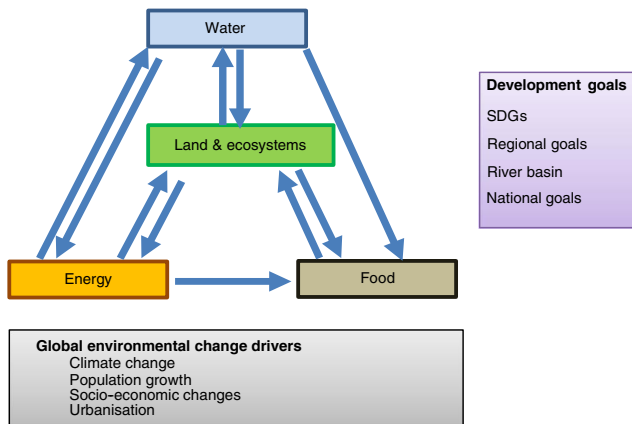 Water
Development goals
SDGs
Regional goals
River basin
National goals
Land & ecosystems
Energy
Food
Global environmental change drivers
Climate change
Population growth
Socio-economic changes
Urbanisation